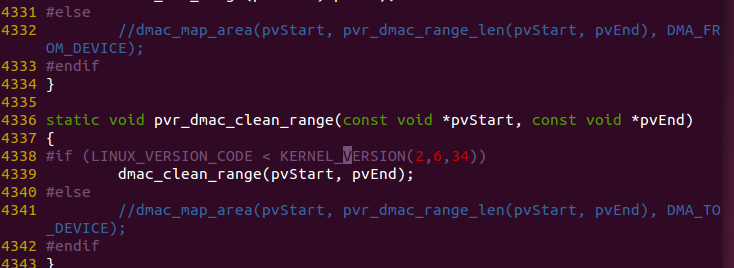 4331 #else
4332 //dmac_map_area(pvStart, pvr_dmac_range_len(pvStart, pvEnd), DMA_FR
OM_DEVICE);
4333 #endif
4334 }
4335
4336 static void pvr_dmac_clean_range(const void *pvStart, const void *pvEnd)
4337 {
4338 #if (LINUX_VERSION_CODE < KERNEL_VERSION(2,6,34))
4339 dmac_clean_range(pvStart, pvEnd);
4340 #else
4341 //dmac_map_area(pvStart, pvr_dmac_range_len(pvStart, pvEnd), DMA_TO
_DEVICE);
4342 #endif
4343 }